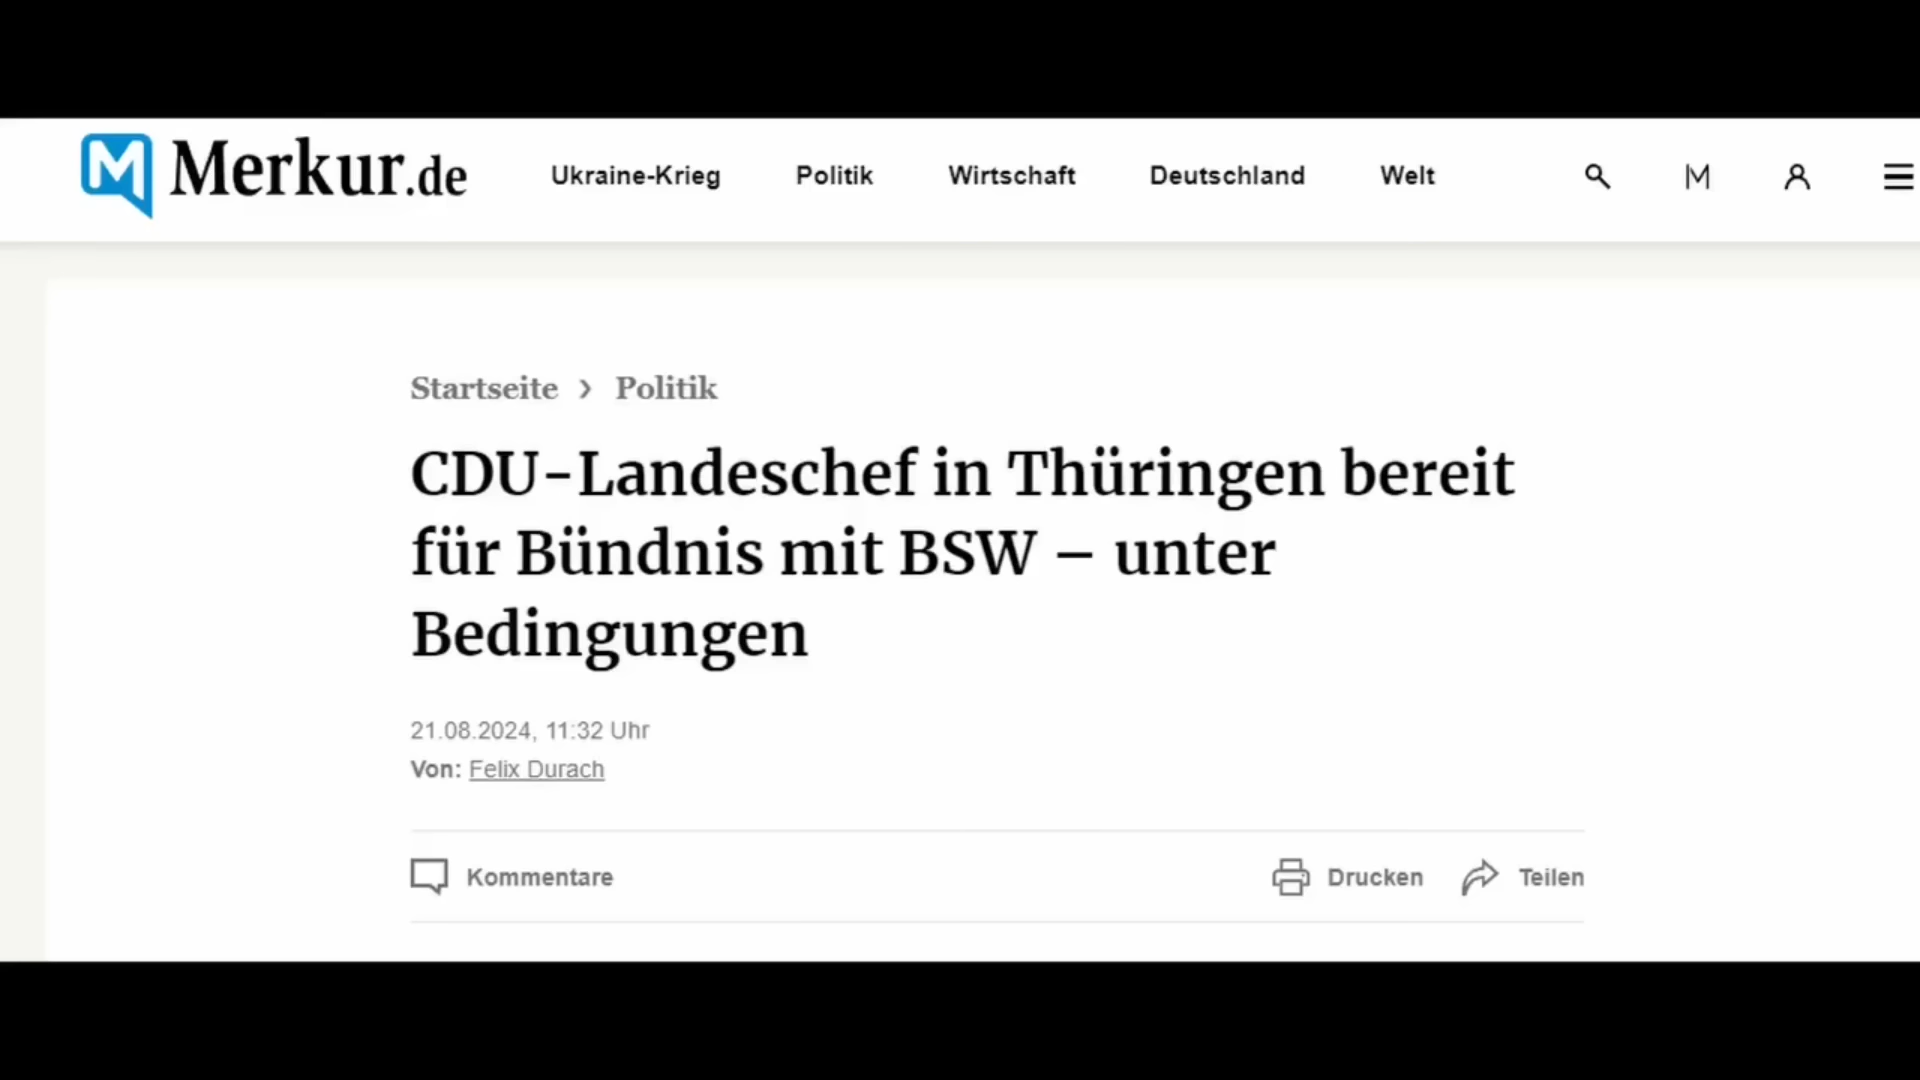 Merkur.de
Ukraine-Krieg Politik Wirtschaft Deutschland Welt
Startseite › Politik
CDU-Landeschef in Thüringen bereit
für Bündnis mit BSW – unter
Bedingungen
21.08.2024, 11:32 Uhr
Von: Felix Durach
Kommentare Drucken Teilen